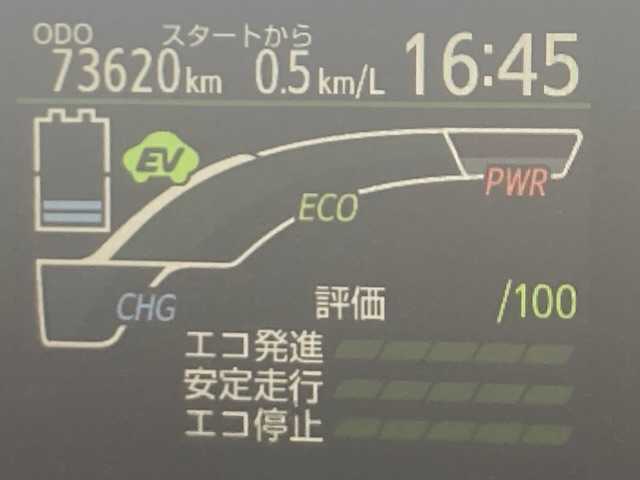 ODO スタートから
73620km 0.5km/L 16:45
EV
PWR
ECO
CHG
評価 /100
エコ発進
安定走行
エコ停止